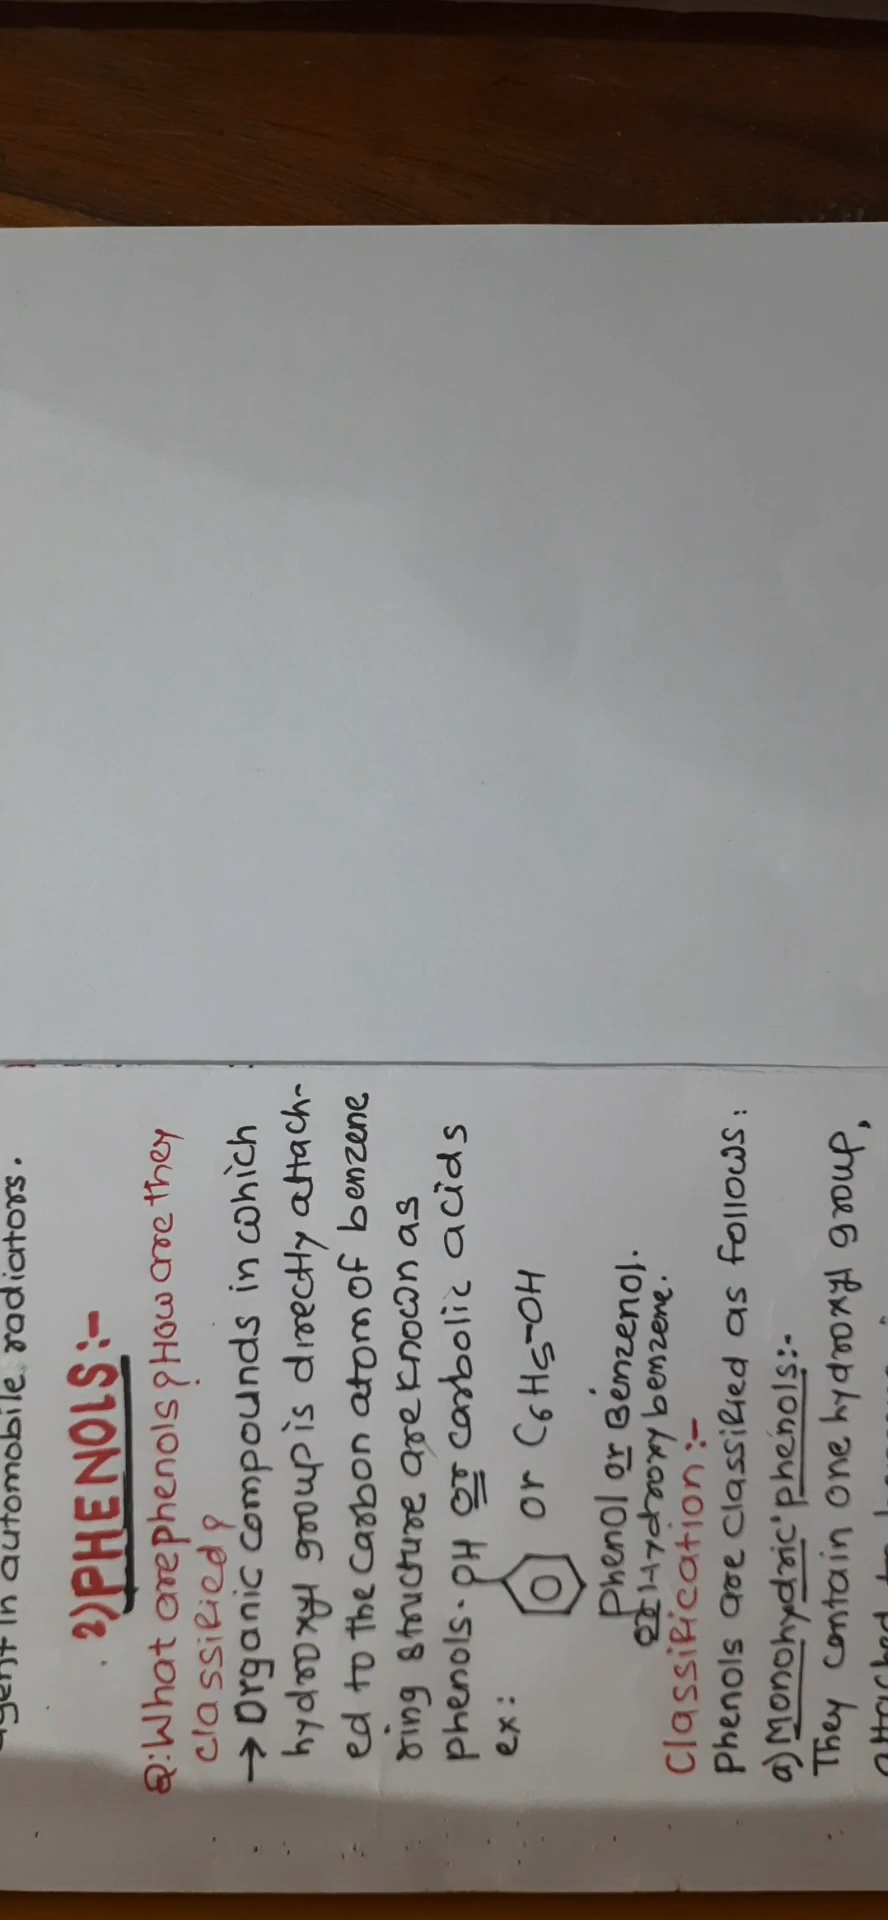 agent in automobile radiators.
2) PHENOLS:-
Q: What are phenols? How are they
classified?
→ Organic compounds in which
hydroxyl group is directly attach-
ed to the carbon atom of benzene
ring structure are known as
phenols. or carbolic acids
OH
ex: or C6H5-OH
Phenol or Benzenol.
or Hydroxy benzene.
Classification:-
Phenols are classified as follows:
a) Monohydric phenols:-
They contain one hydroxyl group,
attached to